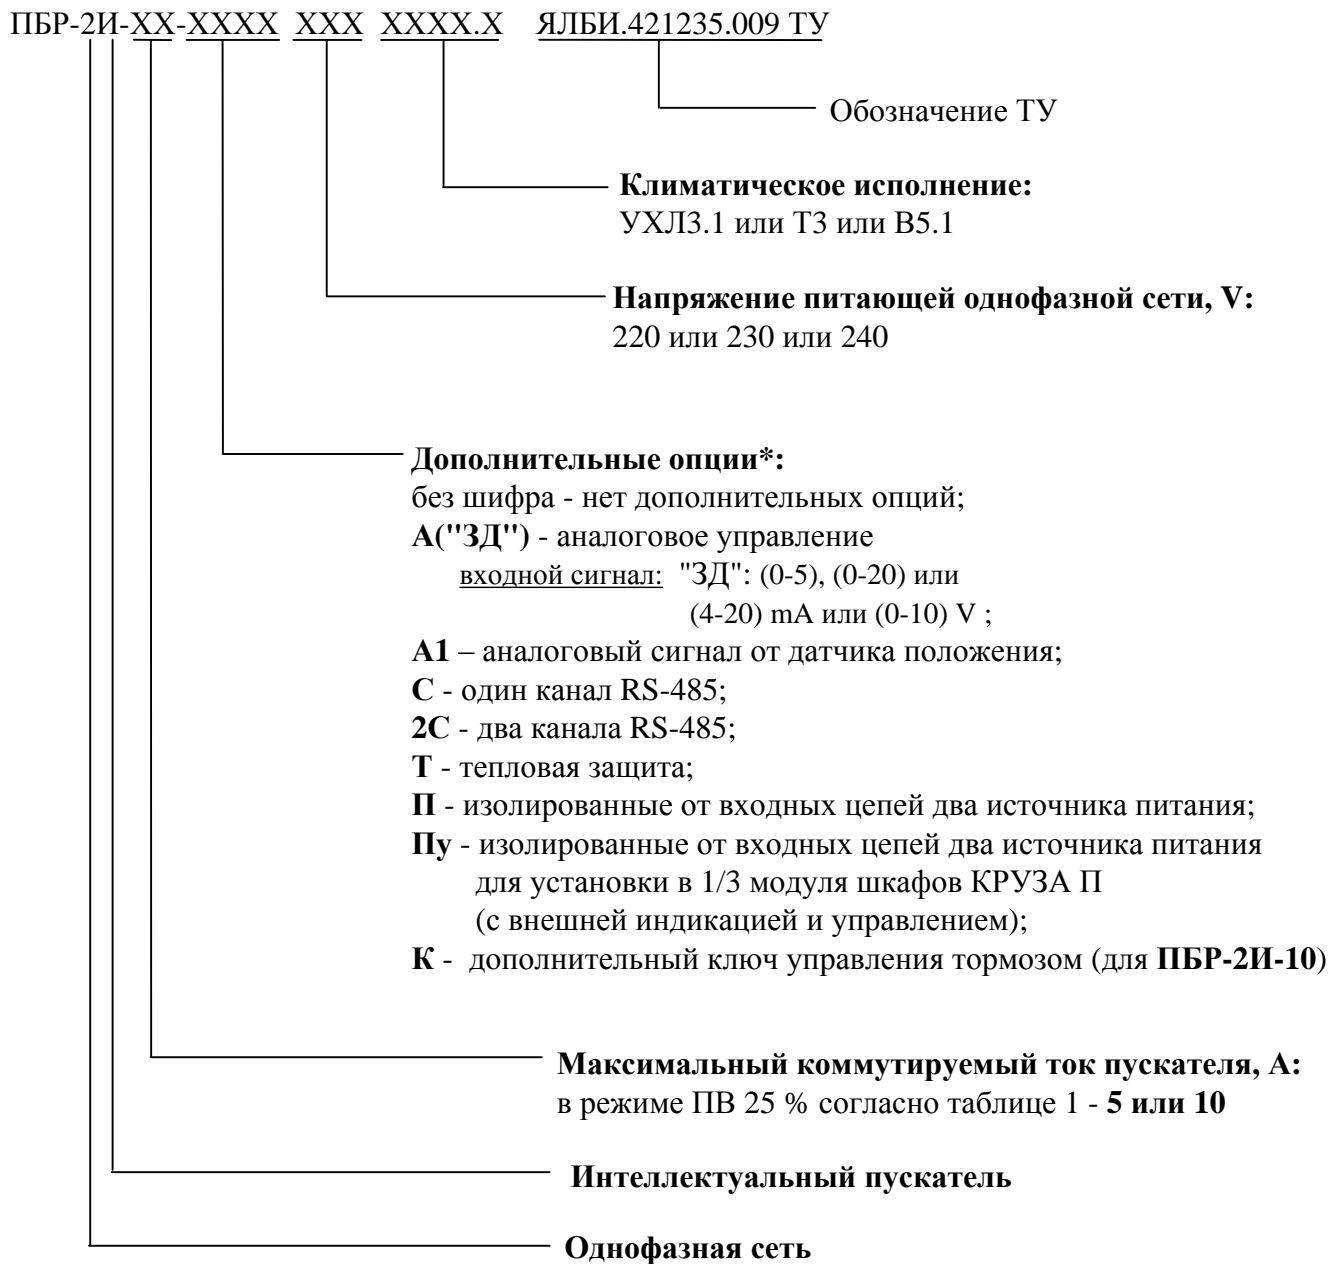 ПБР-2И-ХХ-ХХХХ ХХХ ХХХХ.Х ЯЛБИ.421235.009 ТУ
Обозначение ТУ
Климатическое исполнение:
УХЛ3.1 или Т3 или В5.1
Напряжение питающей однофазной сети, V:
220 или 230 или 240
Дополнительные опции*:
без шифра - нет дополнительных опций;
А("ЗД") - аналоговое управление
входной сигнал: "ЗД": (0-5), (0-20) или
(4-20) mA или (0-10) V ;
А1 – аналоговый сигнал от датчика положения;
С - один канал RS-485;
2С - два канала RS-485;
Т - тепловая защита;
П - изолированные от входных цепей два источника питания;
Пу - изолированные от входных цепей два источника питания
для установки в 1/3 модуля шкафов КРУЗА П
(с внешней индикацией и управлением);
К - дополнительный ключ управления тормозом (для ПБР-2И-10)
Максимальный коммутируемый ток пускателя, А:
в режиме ПВ 25 % согласно таблице 1 - 5 или 10
Интеллектуальный пускатель
Однофазная сеть